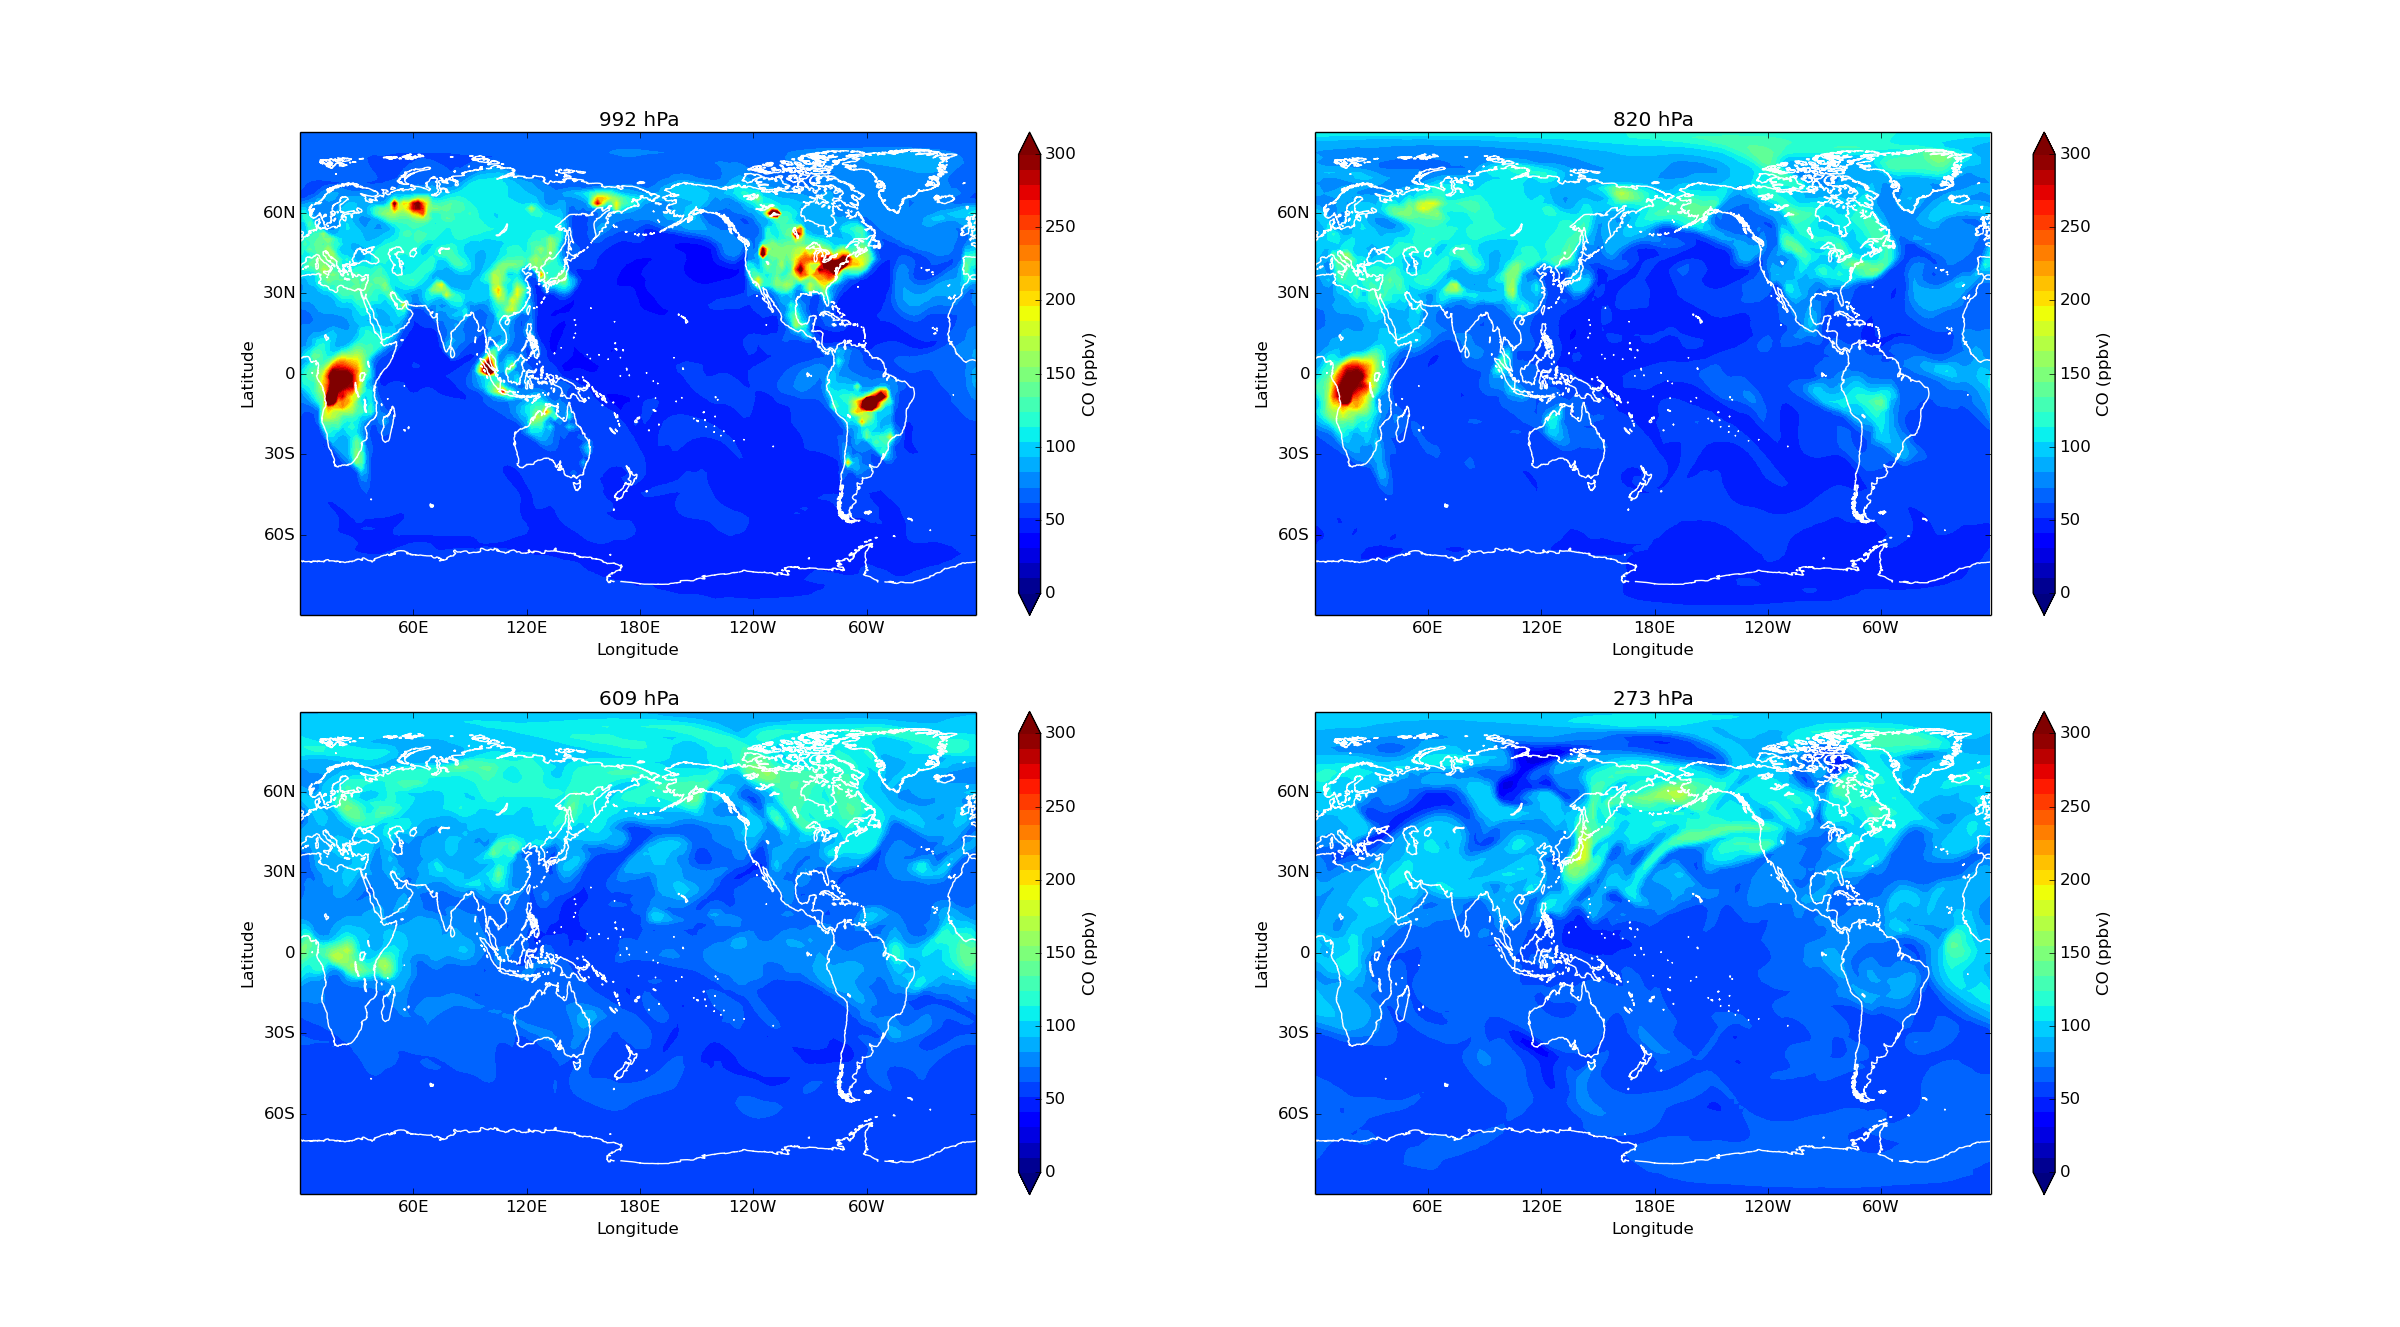 992 hPa
Latitude
60N
30N
0
30S
60S
60E
120E
180E
120W
60W
Longitude
300
250
200
150
100
50
0
CO (ppbv)
820 hPa
Latitude
60N
30N
0
30S
60S
60E
120E
180E
120W
60W
Longitude
300
250
200
150
100
50
0
CO (ppbv)
609 hPa
Latitude
60N
30N
0
30S
60S
60E
120E
180E
120W
60W
Longitude
300
250
200
150
100
50
0
CO (ppbv)
273 hPa
Latitude
60N
30N
0
30S
60S
60E
120E
180E
120W
60W
Longitude
300
250
200
150
100
50
0
CO (ppbv)